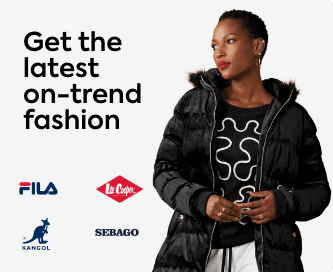 Get the
latest
on-trend
fashion
FILA
Lee Cooper
KANGOL
SEBAGO